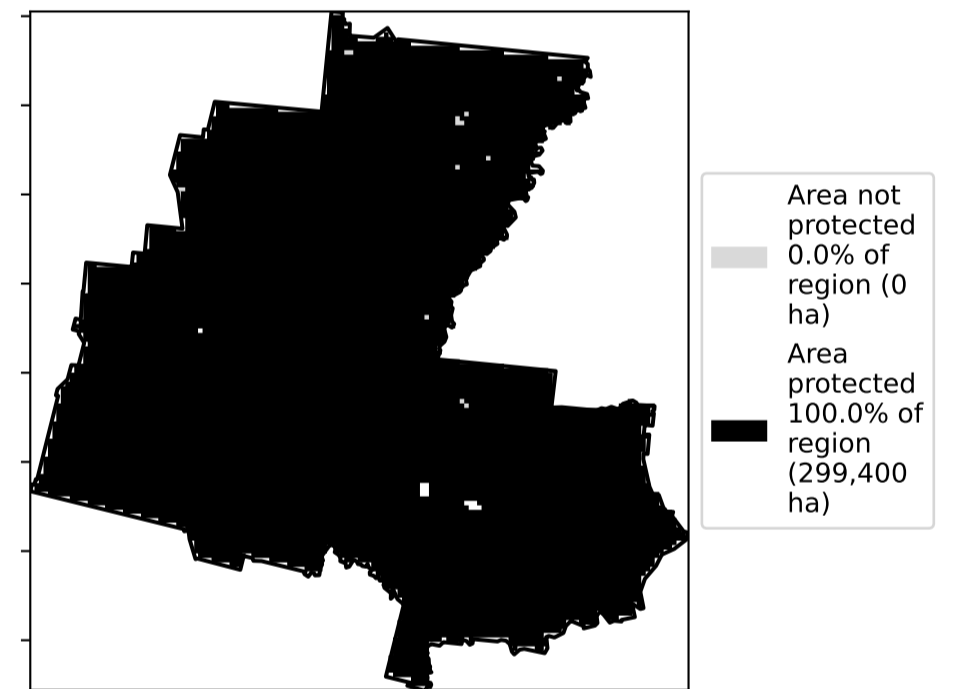 Area not
protected
0.0% of
region (0
ha)
Area
protected
100.0% of
region
(299,400
ha)